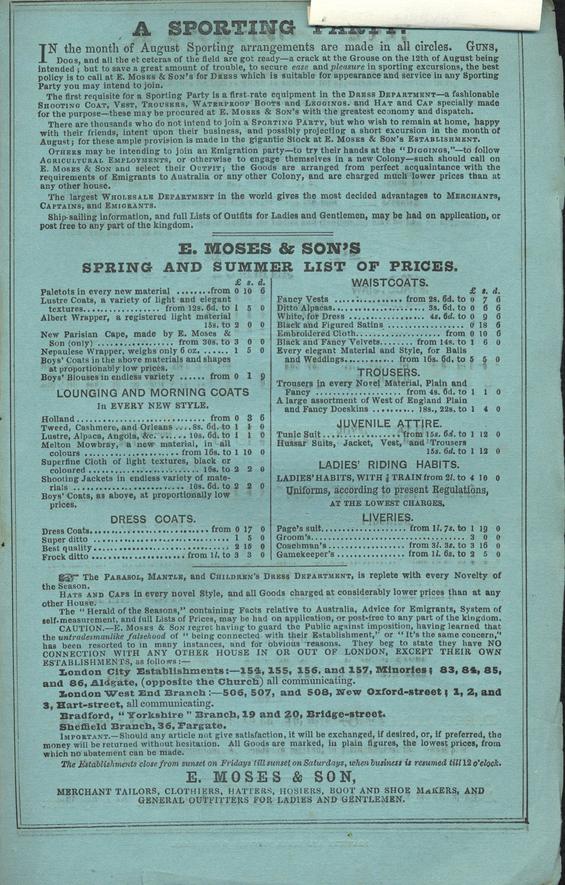 A SPORTING PARTY.
IN the month of August Sporting arrangements are made in all circles. GUNS,
DOGS, and all the et ceteras of the field are got ready—a crack at the Grouse on the 12th of August being
intended; but to save a great amount of trouble, to secure ease and pleasure in sporting excursions, the best
policy is to call at E. MOSES & SON'S for DRESS which is suitable for appearance and service in any Sporting
Party you may intend to join.
The first requisite for a Sporting Party is a first-rate equipment in the DRESS DEPARTMENT—a fashionable
SHOOTING COAT, VEST, TROUSERS, WATERPROOF BOOTS and LEGGINGS. and HAT and CAP specially made
for the purpose—these may be procured at E. MOSES & SON'S with the greatest economy and dispatch.
There are thousands who do not intend to join a SPORTING PARTY, but who wish to remain at home, happy
with their friends, intent upon their business, and possibly projecting a short excursion in the month of
August; for these ample provision is made in the gigantic Stock at E. MOSES & SON'S ESTABLISHMENT.
OTHERS may be intending to join an Emigration party—to try their hands at the "DIGGINGS,"—to follow
AGRICULTURAL EMPLOYMENTS, or otherwise to engage themselves in a new Colony—such should call on
E. MOSES & SON and select their OUTFIT; the Goods are arranged from perfect acquaintance with the
requirements of Emigrants to Australia or any other Colony, and are charged much lower prices than at
any other house.
The largest WHOLESALE DEPARTMENT in the world gives the most decided advantages to MERCHANTS,
CAPTAINS, and EMIGRANTS.
Ship-sailing information, and full Lists of Outfits for Ladies and Gentlemen, may be had on application, or
post free to any part of the kingdom.
E. MOSES & SON'S
SPRING AND SUMMER LIST OF PRICES.
£ s. d.
Paletots in every new material ........from 0 10 6
Lustre Coats, a variety of light and elegant
textures............from 12s. 6d. to 1 5 0
Albert Wrapper, a registered light material
15s. to 2 0 0
New Parisian Cape, made by E. Moses &
Son (only) ..............from 30s. to 3 0 0
Nepaulese Wrapper, weighs only 6 oz. ...... 1 5 0
Boys' Coats in the above materials and shapes
at proportionably low prices.
Boys' Blouses in endless variety ...... from 0 1 9
LOUNGING AND MORNING COATS
In EVERY NEW STYLE.
Holland ..........................from 0 3 6
Tweed, Cashmere, and Orleans .... 8s. 6d. to 1 1 0
Lustre, Alpaca, Angola, &c. .... 10s. 6d. to 1 1 0
Melton Mowbray, a new material, in all
colours ..............from 16s. to 1 10 0
Superfine Cloth of light textures, black or
coloured ................16s. to 2 2 0
Shooting Jackets in endless variety of mate-
rials ................10s. 6d. to 2 2 0
Boys' Coats, as above, at proportionally low
prices.
DRESS COATS.
Dress Coats......................from 0 17 0
Super ditto ...................... 1 5 0
Best quality...................... 2 15 0
Frock ditto ................from 1l. to 3 3 0
WAISTCOATS.
£ s. d.
Fancy Vests ............from 2s. 6d. to 0 7 6
Ditto Alpacas..............3s. 6d. to 0 6 6
White, for Dress ............4s. 6d. to 0 9 6
Black and Figured Satins .............. 0 18 6
Embroidered Cloth..............from 0 10 6
Black and Fancy Velvets........from 14s. to 1 6 0
Every elegant Material and Style, for Balls
and Weddings............from 16s. 6d. to 5 5 0
TROUSERS.
Trousers in every Novel Material, Plain and
Fancy ................from 4s. 6d. to 1 1 0
A large assortment of West of England Plain
and Fancy Doeskins ........18s., 22s. to 1 4 0
JUVENILE ATTIRE.
Tunic Suit..............from 15s. 6d. to 1 12 0
Hussar Suits, Jacket, Vest, and Trousers
15s. 6d. to 1 12 0
LADIES' RIDING HABITS.
LADIES' HABITS, WITH ½ TRAIN from 2l. to 4 10 0
Uniforms, according to present Regulations,
AT THE LOWEST CHARGES.
LIVERIES.
Page's suit..............from 1l. 7s. to 1 19 0
Groom's ........................ 3 0 0
Coachman's..............from 3l. 3s. to 3 16 0
Gamekeeper's ............from 1l. 6s. to 2 5 0
☞ The PARASOL, MANTLE, and CHILDREN'S DRESS DEPARTMENT, is replete with every Novelty of
the Season.
HATS AND CAPS in every novel Style, and all Goods charged at considerably lower prices than at any
other House.
The "Herald of the Seasons," containing Facts relative to Australia, Advice for Emigrants, System of
self-measurement, and full Lists of Prices, may be had on application, or post-free to any part of the kingdom.
CAUTION.—E. MOSES & SON regret having to guard the Public against imposition, having learned that
the untradesmanlike falsehood of "being connected with their Establishment," or "It's the same concern,"
has been resorted to in many instances, and for obvious reasons. They beg to state they have NO
CONNECTION WITH ANY OTHER HOUSE IN OR OUT OF LONDON, EXCEPT THEIR OWN
ESTABLISHMENTS, as follows:—
London City Establishments:—154, 155, 156, and 157, Minories; 83, 84, 85,
and 86, Aldgate, (opposite the Church) all communicating.
London West End Branch:—506, 507, and 508, New Oxford-street; 1, 2, and
3, Hart-street, all communicating.
Bradford, "Yorkshire" Branch, 19 and 20, Bridge-street.
Sheffield Branch, 36, Fargate.
IMPORTANT.—Should any article not give satisfaction, it will be exchanged, if desired, or, if preferred, the
money will be returned without hesitation. All Goods are marked, in plain figures, the lowest prices, from
which no abatement can be made.
The Establishments close from sunset on Fridays till sunset on Saturdays, when business is resumed till 12 o'clock.
E. MOSES & SON,
MERCHANT TAILORS, CLOTHIERS, HATTERS, HOSIERS, BOOT AND SHOE MAKERS, AND
GENERAL OUTFITTERS FOR LADIES AND GENTLEMEN.